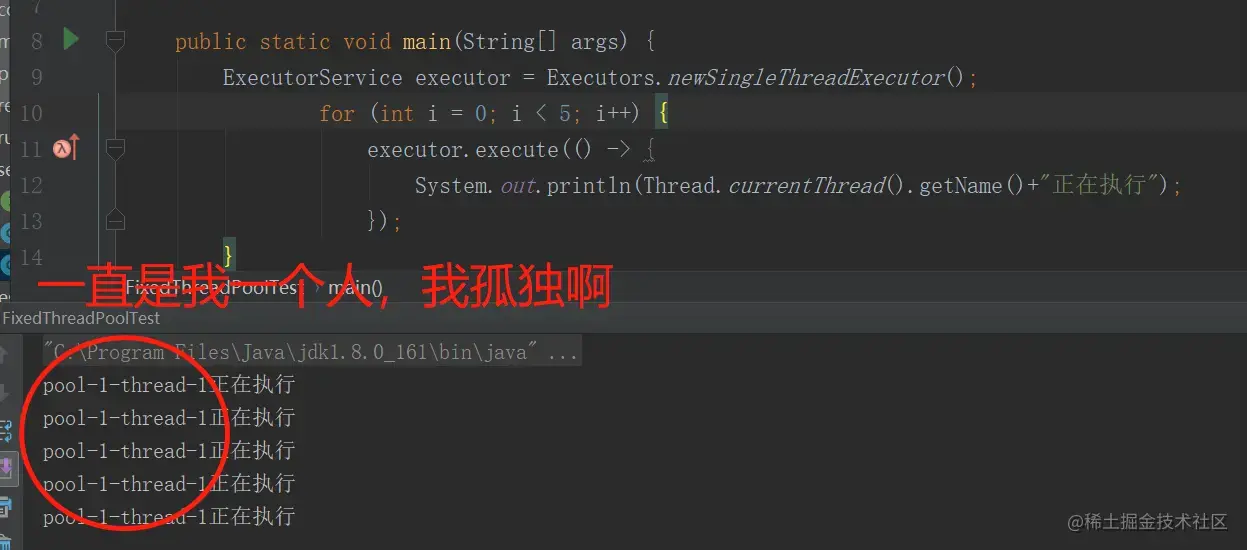 7
8 public static void main(String[] args) {
9 ExecutorService executor = Executors.newSingleThreadExecutor();
10 for (int i = 0; i < 5; i++) {
11 executor.execute(() -> {
12 System.out.println(Thread.currentThread().getName()+"正在执行");
13 });
14 }
一直是我一个人，我孤独啊
FixedThreadPoolTest › main()
FixedThreadPoolTest
"C:\Program Files\Java\jdk1.8.0_161\bin\java" ...
pool-1-thread-1正在执行
pool-1-thread-1正在执行
pool-1-thread-1正在执行
pool-1-thread-1正在执行
pool-1-thread-1正在执行
@稀土掘金技术社区